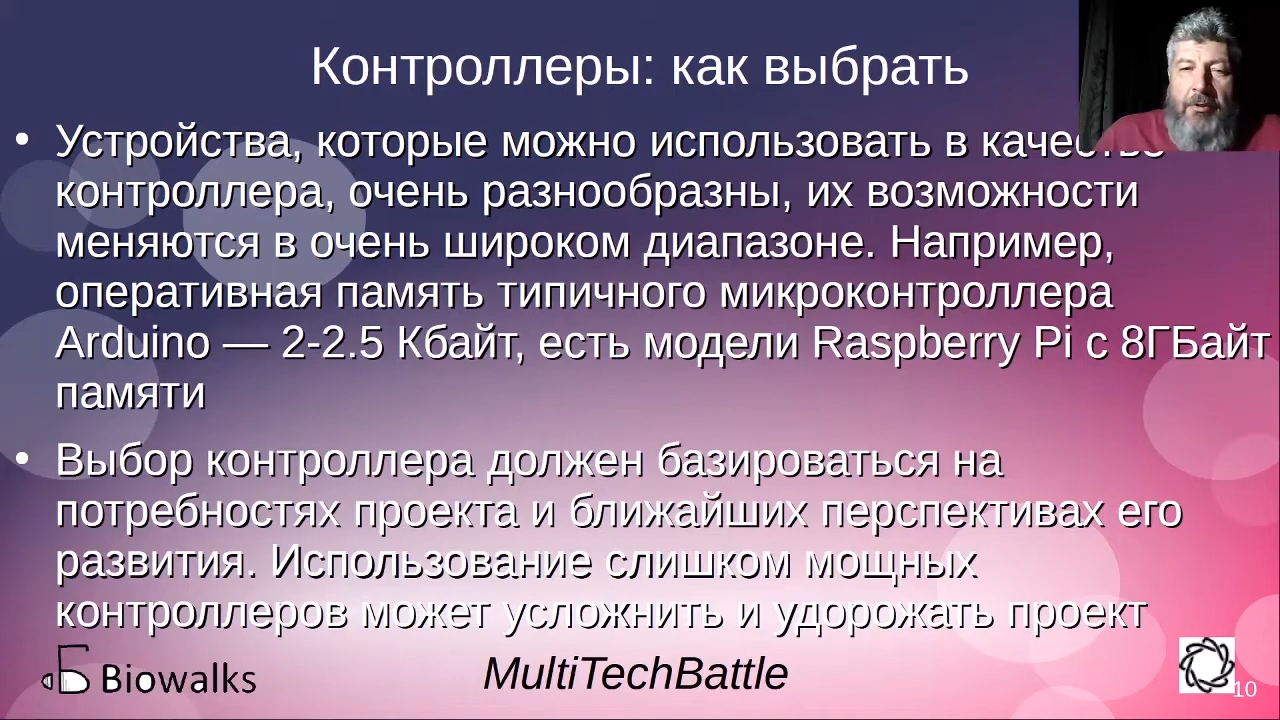 Контроллеры: как выбрать
• Устройства, которые можно использовать в качестве
контроллера, очень разнообразны, их возможности
меняются в очень широком диапазоне. Например,
оперативная память типичного микроконтроллера
Arduino — 2-2.5 Кбайт, есть модели Raspberry Pi с 8ГБайт
памяти
• Выбор контроллера должен базироваться на
потребностях проекта и ближайших перспективах его
развития. Использование слишком мощных
контроллеров может усложнить и удорожать проект
Biowalks
MultiTechBattle
10